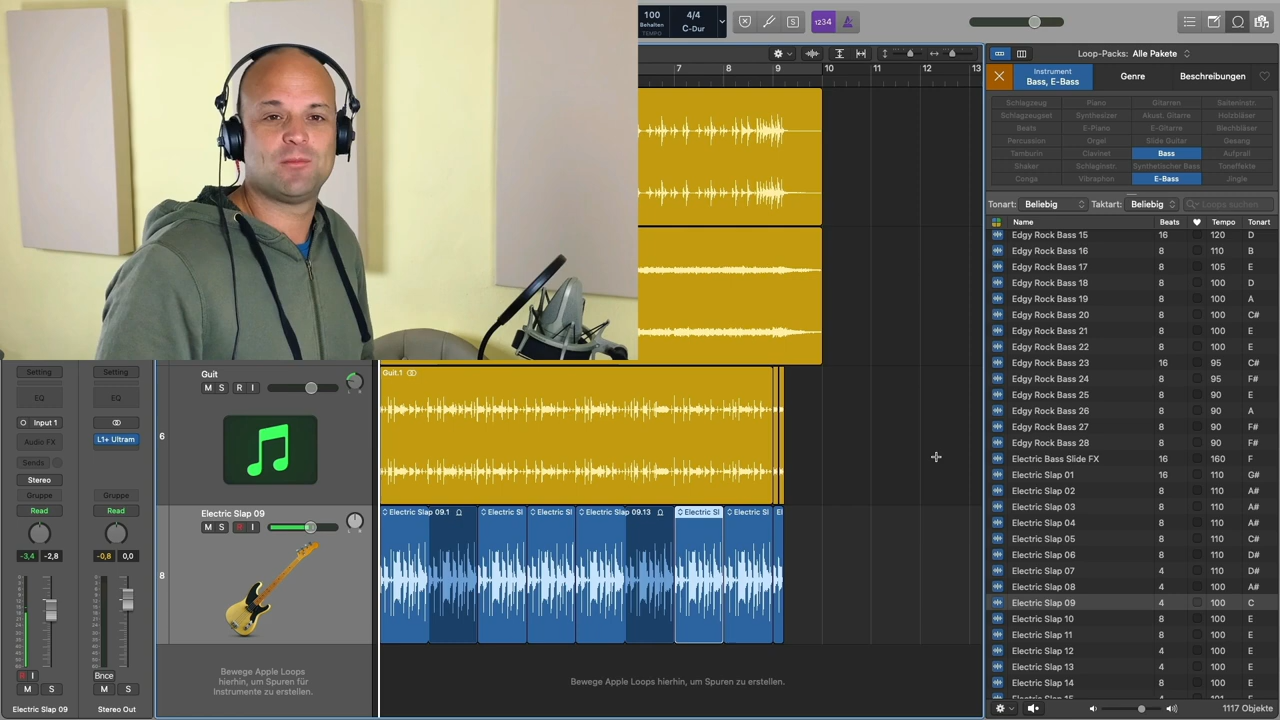 100
Behalten
TEMPO
4/4
C-Dur
S
1234
7 8 9 10 11 12 13
Loop-Packs: Alle Pakete
Instrument
Bass, E-Bass
Genre
Beschreibungen
Schlagzeug Piano Gitarren Saiteninstr.
Schlagzeugset Synthesizer Akust. Gitarre Holzbläser
Beats E-Piano E-Gitarre Blechbläser
Percussion Orgel Slide Guitar Gesang
Tamburin Clavinet Bass Aufprall
Shaker Schlaginstr. Synthetischer Bass Toneffekte
Conga Vibraphon E-Bass Jingle
Tonart: Beliebig Taktart: Beliebig Loops suchen
Name Beats Tempo Tonart
Edgy Rock Bass 15 16 120 D
Edgy Rock Bass 16 8 110 B
Edgy Rock Bass 17 8 105 E
Edgy Rock Bass 18 8 100 D
Edgy Rock Bass 19 8 100 A
Edgy Rock Bass 20 16 100 C#
Edgy Rock Bass 21 8 100 E
Edgy Rock Bass 22 8 100 E
Edgy Rock Bass 23 16 95 C#
Edgy Rock Bass 24 8 95 F#
Edgy Rock Bass 25 8 90 E
Edgy Rock Bass 26 8 90 A
Edgy Rock Bass 27 8 90 F#
Edgy Rock Bass 28 8 90 F#
Electric Bass Slide FX 16 160 F
Electric Slap 01 16 110 G#
Electric Slap 02 8 110 A#
Electric Slap 03 8 110 A#
Electric Slap 04 8 110 A#
Electric Slap 05 8 110 D#
Electric Slap 06 8 110 D#
Electric Slap 07 4 110 D#
Electric Slap 08 4 100 A#
Electric Slap 09 4 100 C
Electric Slap 10 8 100 E
Electric Slap 11 8 100 E
Electric Slap 12 4 100 E
Electric Slap 13 4 100 E
Electric Slap 14 8 100 E
1117 Objekte
Setting Setting
EQ EQ
Input 1
Audio FX L1+ Ultram
Sends
Stereo
Gruppe Gruppe
Read Read
-3,4 -2,8 -0,8 0,0
R I Bnce
M S M S
Electric Slap 09 Stereo Out
Guit
M S R I
6
Guit.1
Electric Slap 09
M S R I
8
Electric Slap 09.1 Electric Sl Electric Sl Electric Slap 09.13 Electric Sl Electric Sl El
Bewege Apple Loops
hierhin, um Spuren für
Instrumente zu erstellen.
Bewege Apple Loops hierhin, um Spuren zu erstellen.